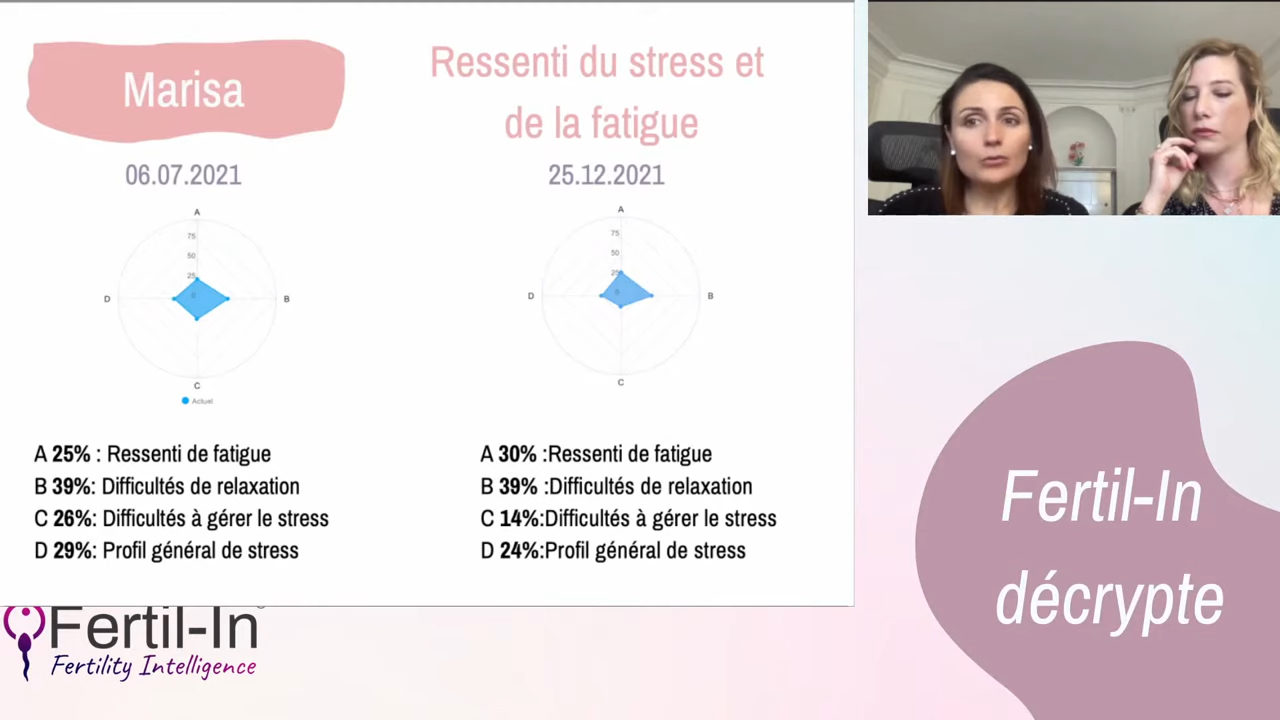 Marisa
Ressenti du stress et
de la fatigue
06.07.2021
25.12.2021
A
75
50
25
0
D
B
C
Actuel
A
75
50
25
0
D
B
C
A 25% : Ressenti de fatigue
B 39%: Difficultés de relaxation
C 26%: Difficultés à gérer le stress
D 29%: Profil général de stress
A 30% :Ressenti de fatigue
B 39% :Difficultés de relaxation
C 14%:Difficultés à gérer le stress
D 24%:Profil général de stress
Fertil-In
Fertility Intelligence
Fertil-In
décrypte